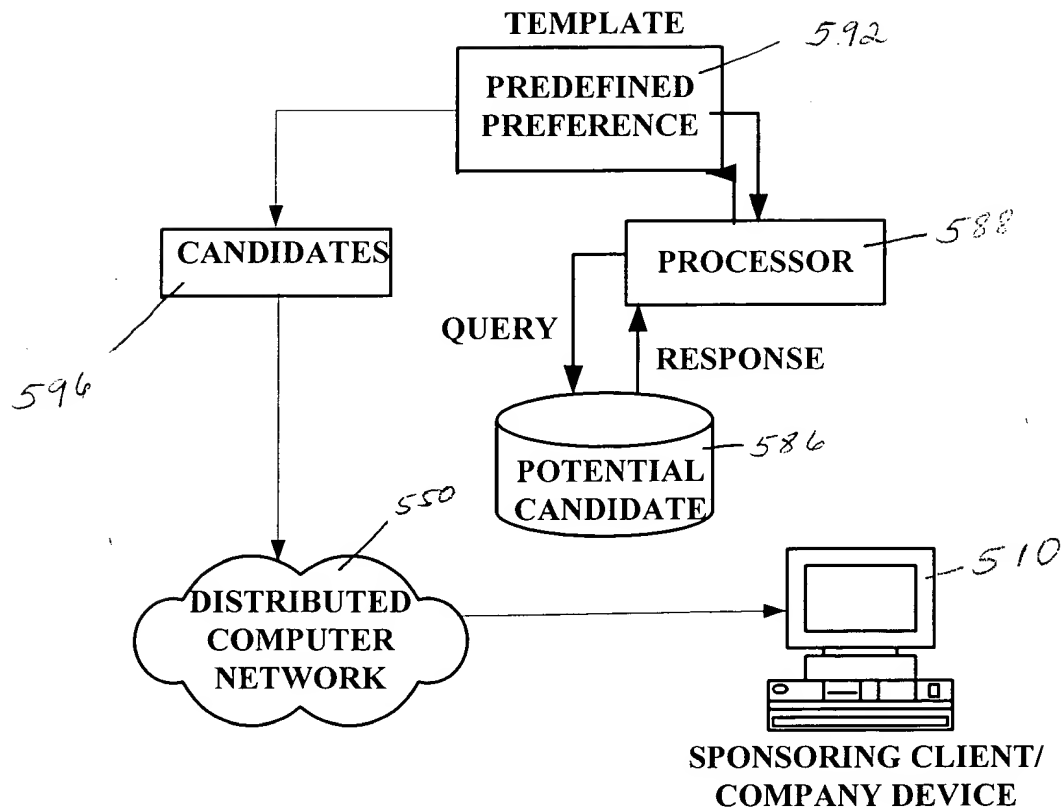 TEMPLATE
592
PREDEFINED
PREFERENCE
CANDIDATES
PROCESSOR
588
QUERY
RESPONSE
594
POTENTIAL
CANDIDATE
586
550
DISTRIBUTED
COMPUTER
NETWORK
510
SPONSORING CLIENT/
COMPANY DEVICE